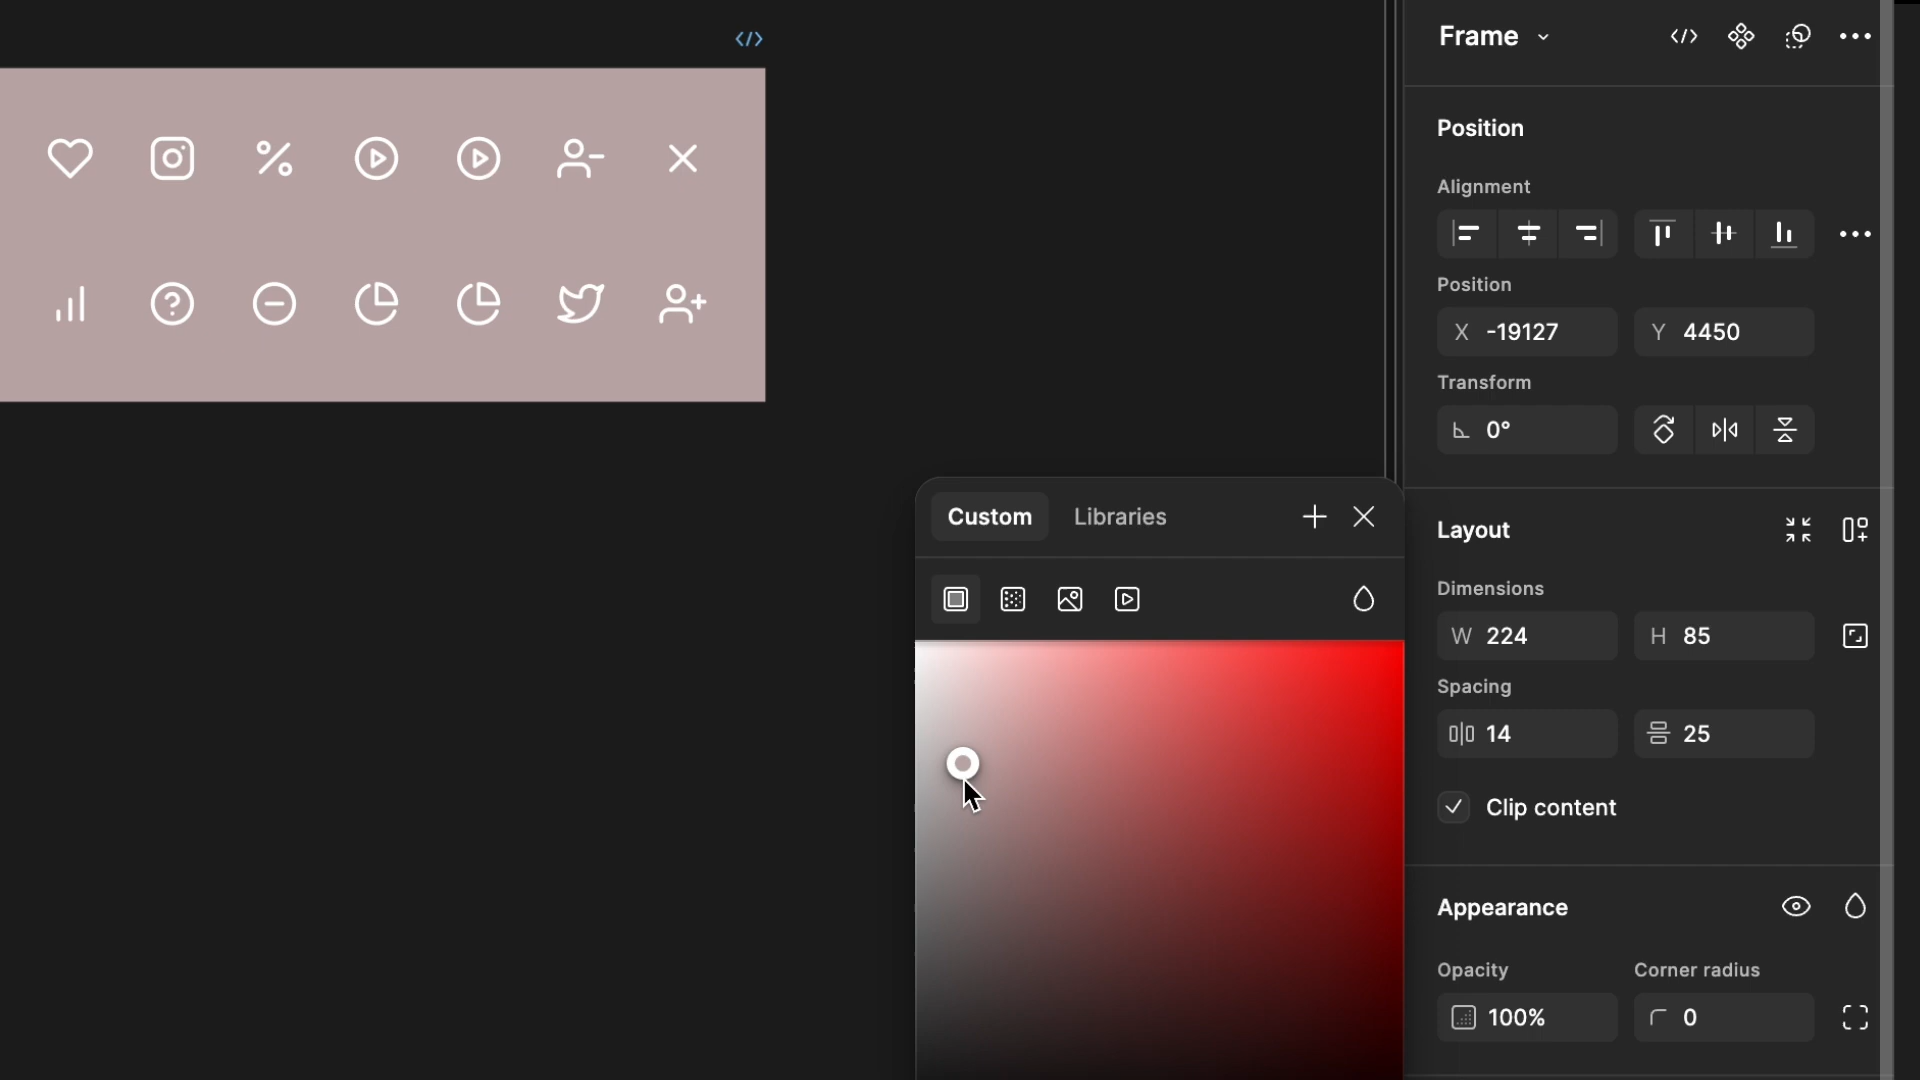 Frame
Position
Alignment
Position
X -19127
Y 4450
Transform
0°
Custom
Libraries
Layout
Dimensions
W 224
H 85
Spacing
14
25
Clip content
Appearance
Opacity
Corner radius
100%
0